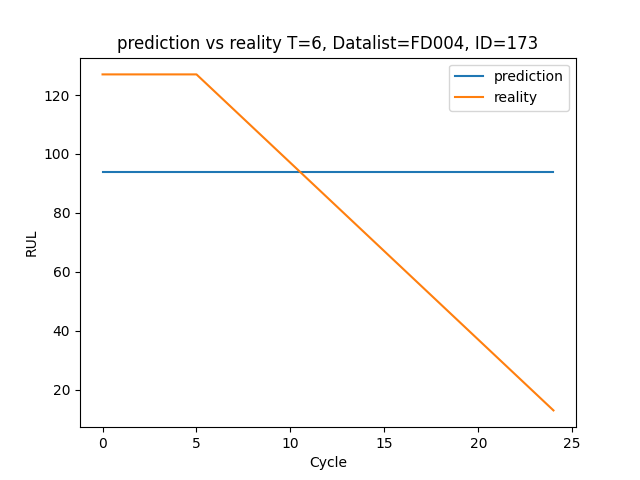 prediction vs reality T=6, Datalist=FD004, ID=173
prediction
reality
120
100
80
60
40
20
RUL
0 5 10 15 20 25
Cycle